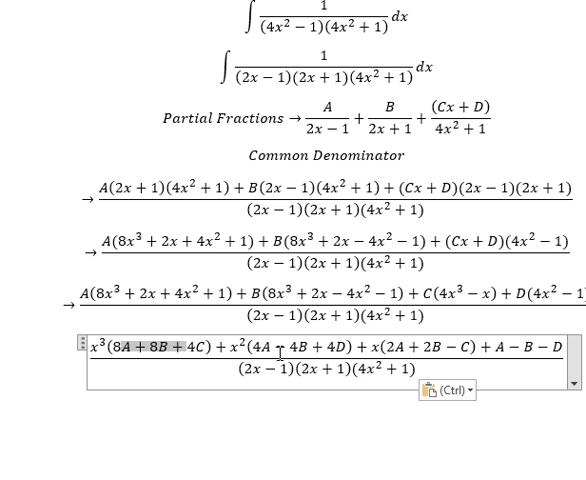 ∫ 1/((4x² − 1)(4x² + 1)) dx
∫ 1/((2x − 1)(2x + 1)(4x² + 1)) dx
Partial Fractions → A/(2x − 1) + B/(2x + 1) + (Cx + D)/(4x² + 1)
Common Denominator
→ (A(2x + 1)(4x² + 1) + B(2x − 1)(4x² + 1) + (Cx + D)(2x − 1)(2x + 1))/((2x − 1)(2x + 1)(4x² + 1))
→ (A(8x³ + 2x + 4x² + 1) + B(8x³ + 2x − 4x² − 1) + (Cx + D)(4x² − 1))/((2x − 1)(2x + 1)(4x² + 1))
→ (A(8x³ + 2x + 4x² + 1) + B(8x³ + 2x − 4x² − 1) + C(4x³ − x) + D(4x² − 1)/((2x − 1)(2x + 1)(4x² + 1))
(x³(8A + 8B + 4C) + x²(4A − 4B + 4D) + x(2A + 2B − C) + A − B − D)/((2x − 1)(2x + 1)(4x² + 1))
(Ctrl)